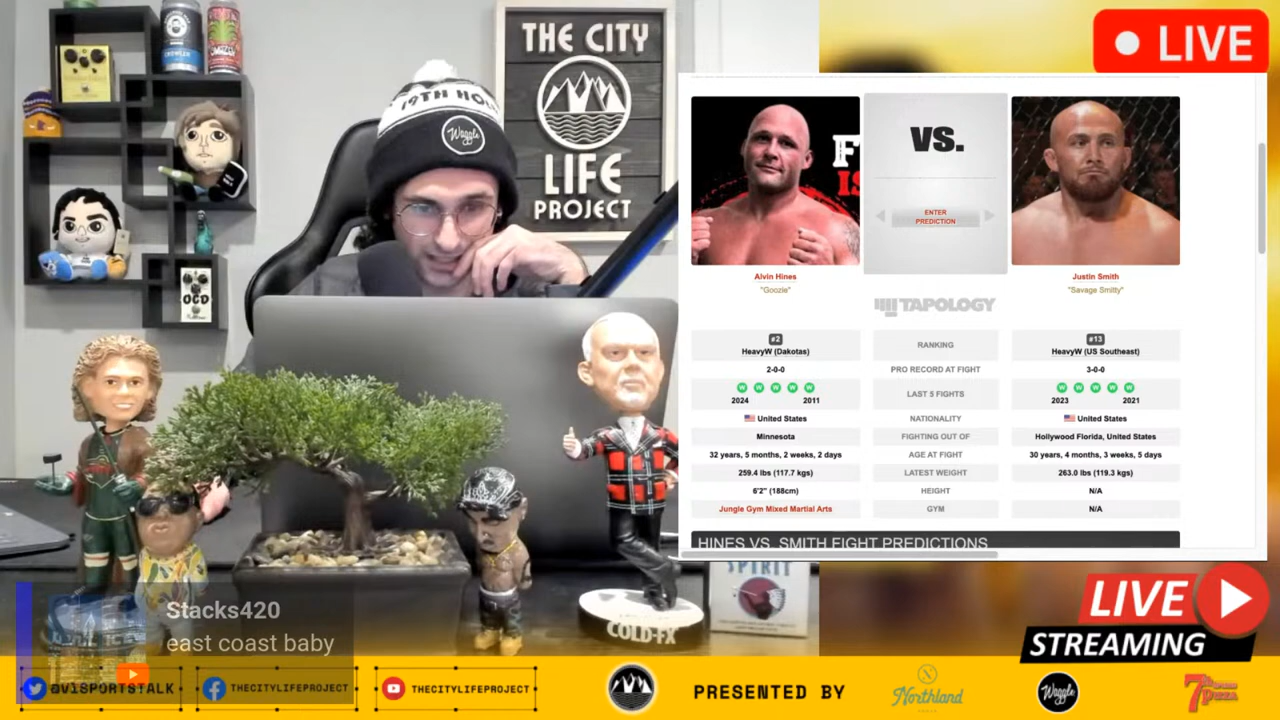 THE CITY
LIFE
PROJECT
19TH HOL
Waggle
OCD
LIVE
VS.
ENTER
PREDICTION
Alvin Hines
"Goozie"
Justin Smith
"Savage Smitty"
TAPOLOGY
#2
HeavyW (Dakotas)
RANKING
#13
HeavyW (US Southeast)
2-0-0
PRO RECORD AT FIGHT
3-0-0
W W W W W
2024 2011
LAST 5 FIGHTS
W W W W W
2023 2021
United States
NATIONALITY
United States
Minnesota
FIGHTING OUT OF
Hollywood Florida, United States
32 years, 5 months, 2 weeks, 2 days
AGE AT FIGHT
30 years, 4 months, 3 weeks, 5 days
259.4 lbs (117.7 kgs)
LATEST WEIGHT
263.0 lbs (119.3 kgs)
6'2" (188cm)
HEIGHT
N/A
Jungle Gym Mixed Martial Arts
GYM
N/A
HINES VS. SMITH FIGHT PREDICTIONS
SPIRIT
COLD-FX
Stacks420
east coast baby
LIVE
STREAMING
@V1SPORTSTALK
THECITYLIFEPROJECT
THECITYLIFEPROJECT
PRESENTED BY
Northland
Waggle